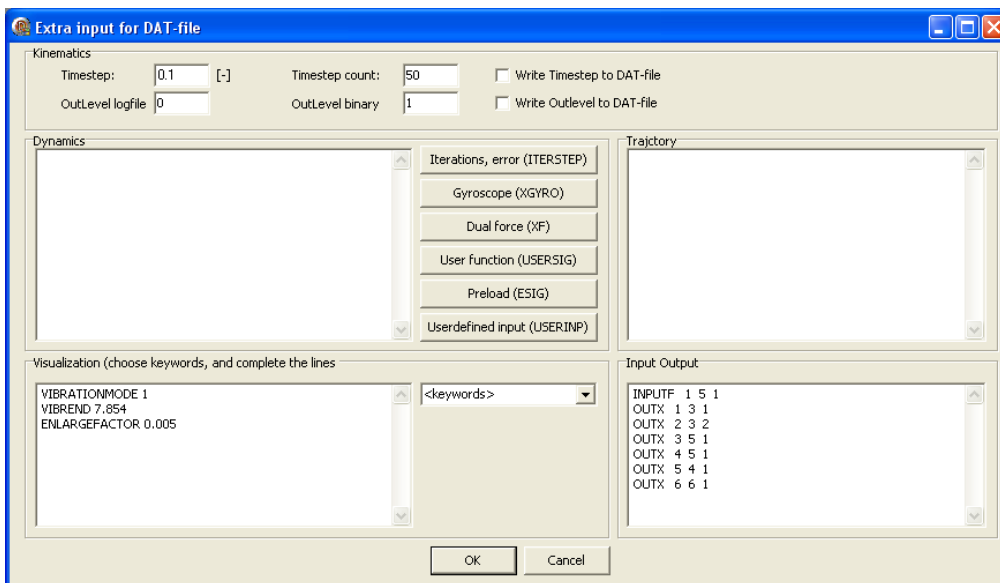 Extra input for DAT-file
Kinematics
Timestep: 0.1 [-] Timestep count: 50 Write Timestep to DAT-file
OutLevel logfile 0 OutLevel binary 1 Write Outlevel to DAT-file
Dynamics
Iterations, error (ITERSTEP)
Gyroscope (XGYRO)
Dual force (XF)
User function (USERSIG)
Preload (ESIG)
Userdefined input (USERINP)
Trajctory
Visualization (choose keywords, and complete the lines
VIBRATIONMODE 1
VIBREND 7.854
ENLARGEFACTOR 0.005
<keywords>
Input Output
INPUTF 1 5 1
OUTX 1 3 1
OUTX 2 3 2
OUTX 3 5 1
OUTX 4 5 1
OUTX 5 4 1
OUTX 6 6 1
OK Cancel